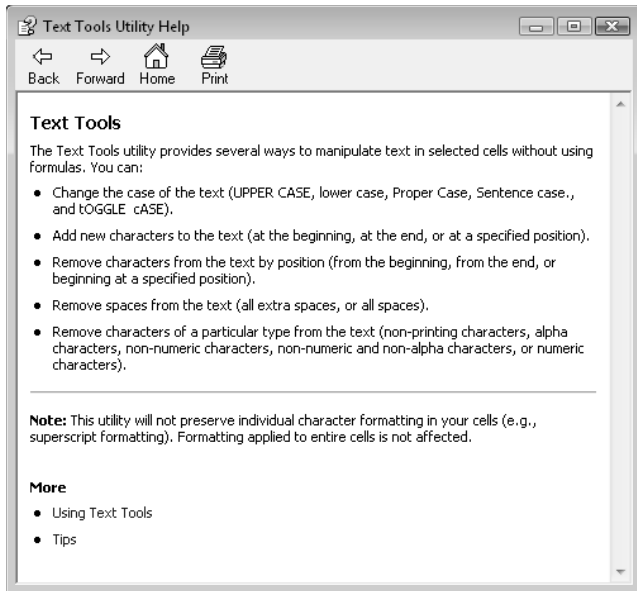 Text Tools Utility Help
Back Forward Home Print
Text Tools
The Text Tools utility provides several ways to manipulate text in selected cells without using
formulas. You can:
• Change the case of the text (UPPER CASE, lower case, Proper Case, Sentence case.,
and tOGGLE cASE).
• Add new characters to the text (at the beginning, at the end, or at a specified position).
• Remove characters from the text by position (from the beginning, from the end, or
beginning at a specified position).
• Remove spaces from the text (all extra spaces, or all spaces).
• Remove characters of a particular type from the text (non-printing characters, alpha
characters, non-numeric characters, non-numeric and non-alpha characters, or numeric
characters).
Note: This utility will not preserve individual character formatting in your cells (e.g.,
superscript formatting). Formatting applied to entire cells is not affected.
More
• Using Text Tools
• Tips